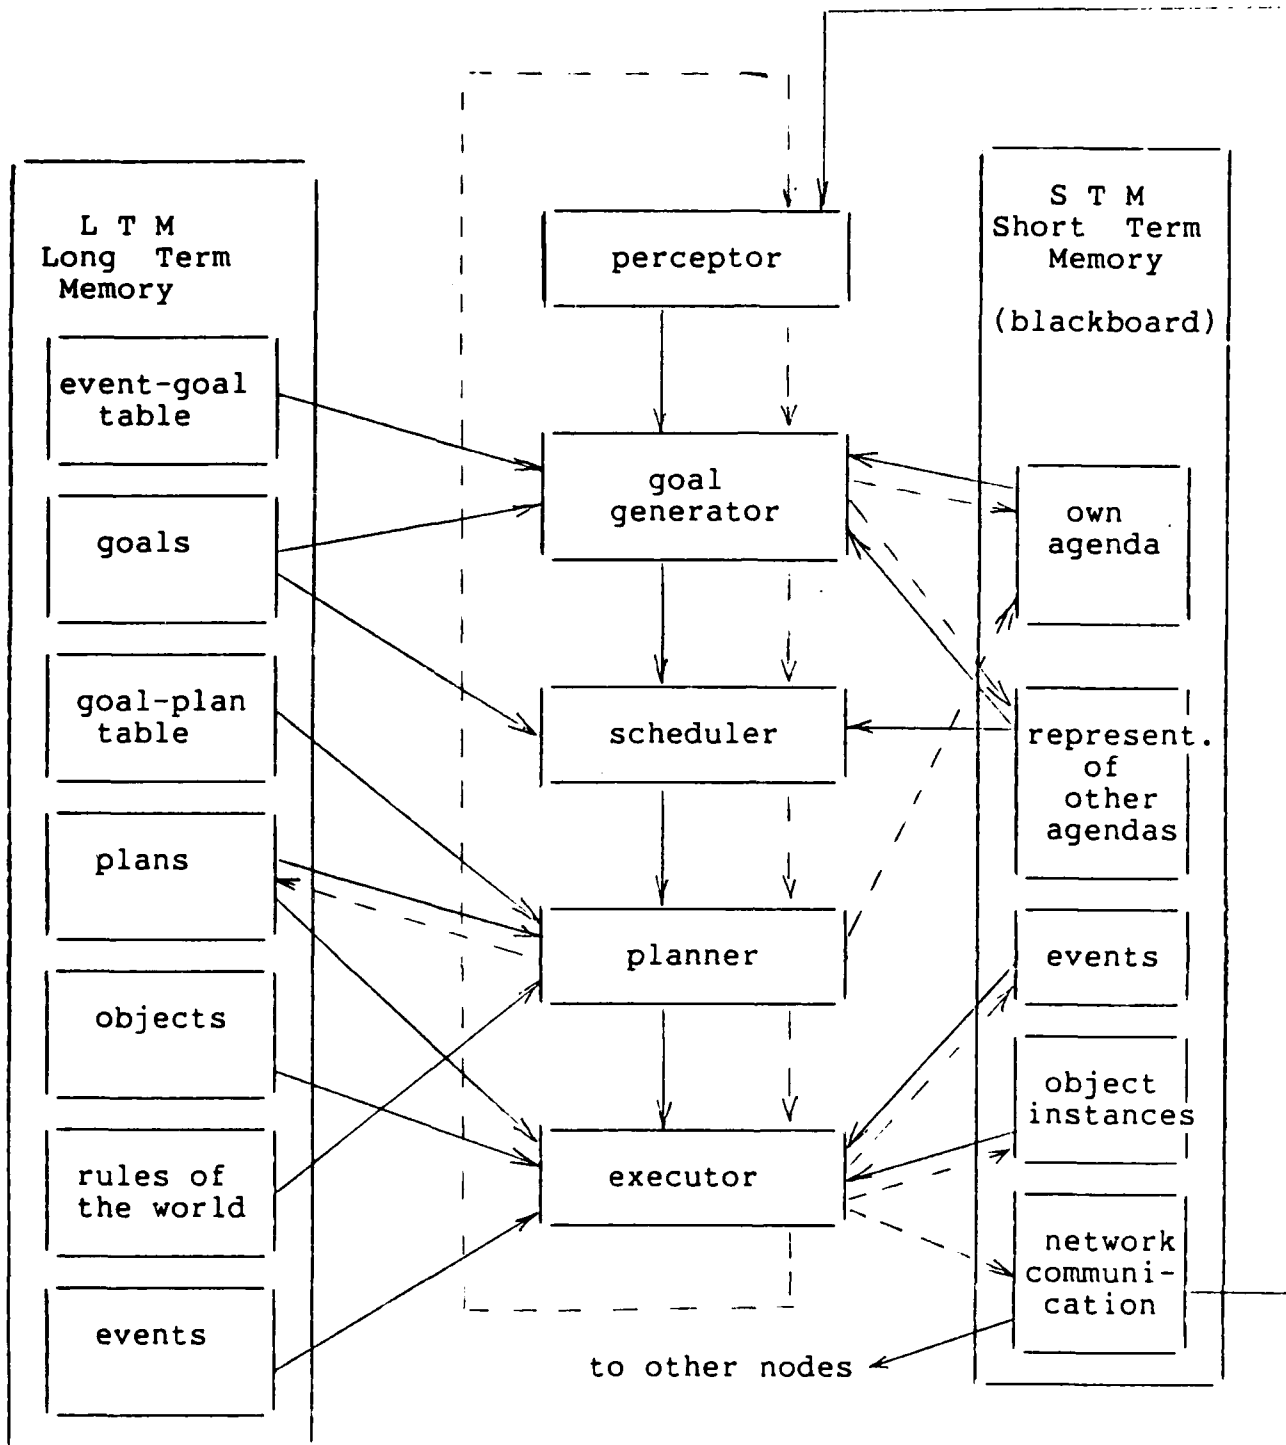 L T M
Long Term
Memory
event-goal
table
goals
goal-plan
table
plans
objects
rules of
the world
events
perceptor
goal
generator
scheduler
planner
executor
to other nodes
S T M
Short Term
Memory
(blackboard)
own
agenda
represent.
of
other
agendas
events
object
instances
network
communi-
cation